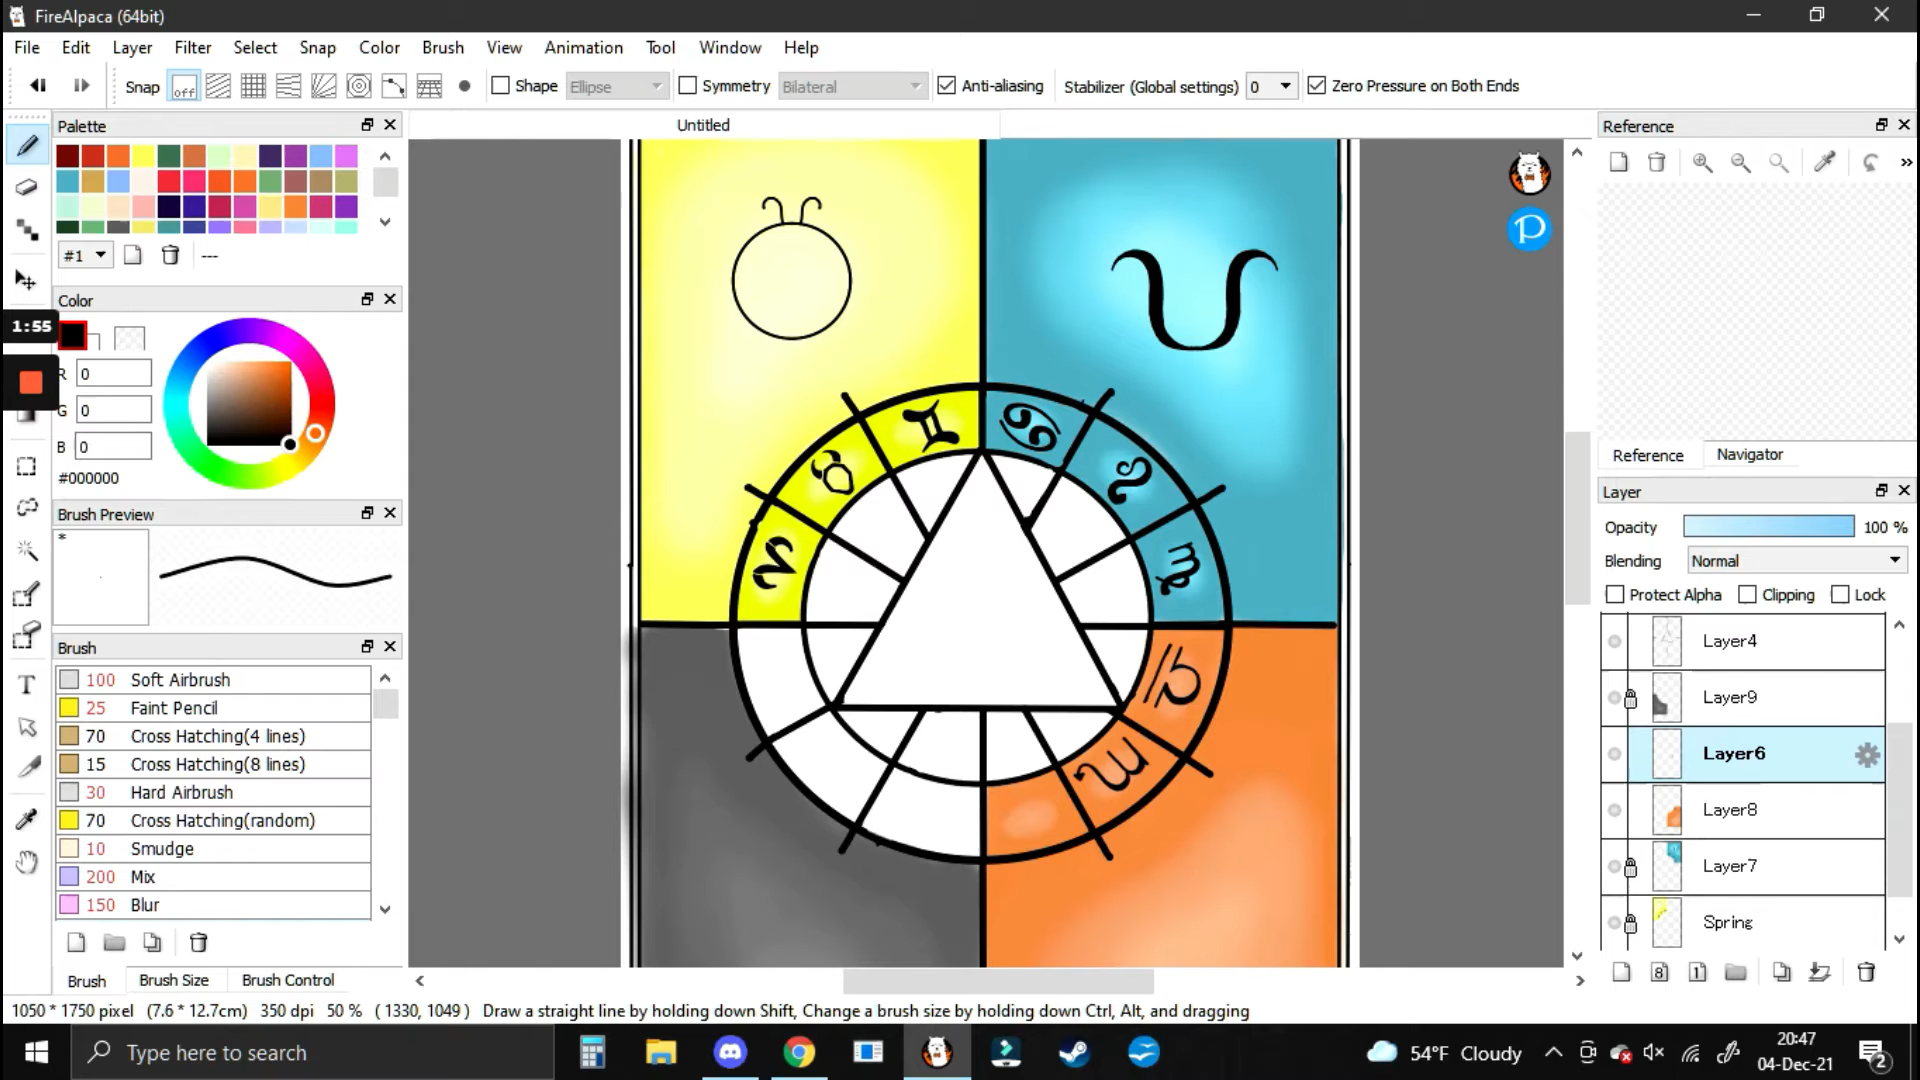 FireAlpaca (64bit)
File Edit Layer Filter Select Snap Color Brush View Animation Tool Window Help
Snap off Shape Ellipse Symmetry Bilateral Anti-aliasing Stabilizer (Global settings) 0 Zero Pressure on Both Ends
Palette
Untitled
Reference
#1 ---
Color
1:55
R 0
G 0
B 0
#000000
Brush Preview
*
Brush
100 Soft Airbrush
25 Faint Pencil
70 Cross Hatching(4 lines)
15 Cross Hatching(8 lines)
30 Hard Airbrush
70 Cross Hatching(random)
10 Smudge
200 Mix
150 Blur
Brush Brush Size Brush Control
♊ ♋
♉ ♌
♈ ♍
♎
♏
P
Reference Navigator
Layer
Opacity 100 %
Blending Normal
Protect Alpha Clipping Lock
Layer4
Layer9
Layer6
Layer8
Layer7
Spring
8 1
T
1050 * 1750 pixel (7.6 * 12.7cm) 350 dpi 50 % ( 1330, 1049 ) Draw a straight line by holding down Shift, Change a brush size by holding down Ctrl, Alt, and dragging
Type here to search
54°F Cloudy
20:47
04-Dec-21
2